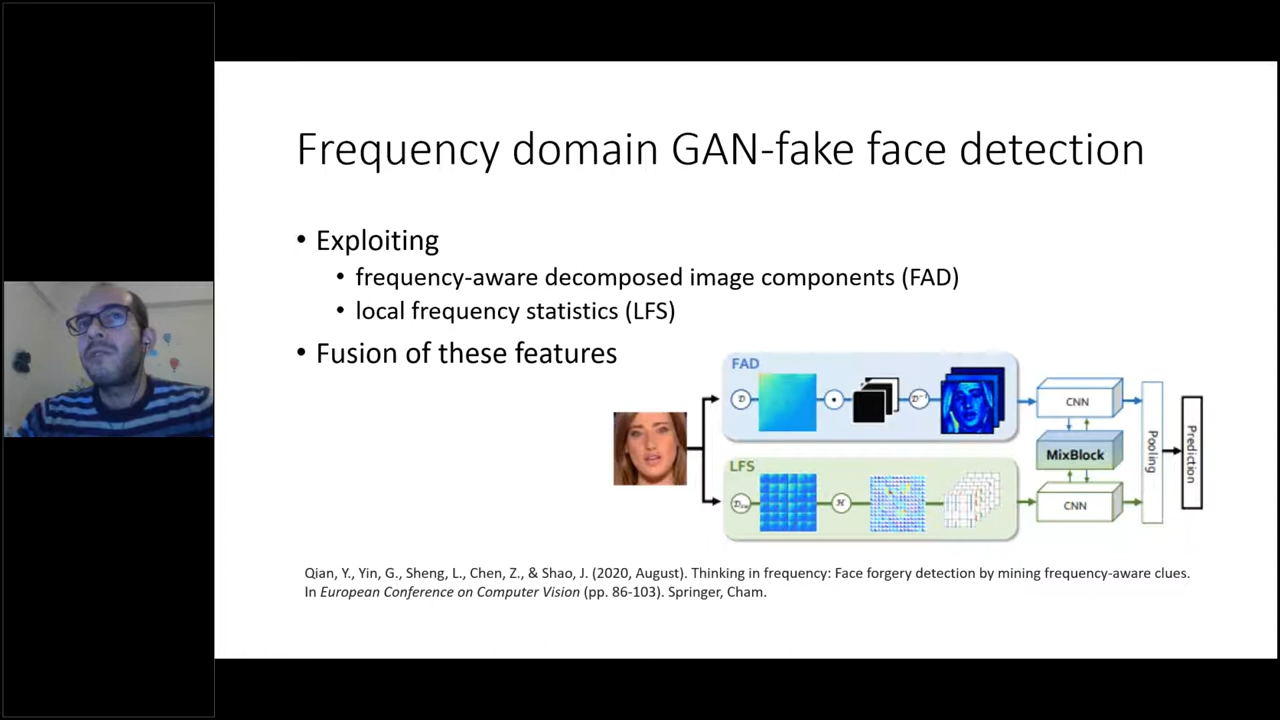 Frequency domain GAN-fake face detection
• Exploiting
• frequency-aware decomposed image components (FAD)
• local frequency statistics (LFS)
• Fusion of these features
FAD
D
D⁻¹
CNN
MixBlock
LFS
H
CNN
Pooling
Prediction
Qian, Y., Yin, G., Sheng, L., Chen, Z., & Shao, J. (2020, August). Thinking in frequency: Face forgery detection by mining frequency-aware clues.
In European Conference on Computer Vision (pp. 86-103). Springer, Cham.